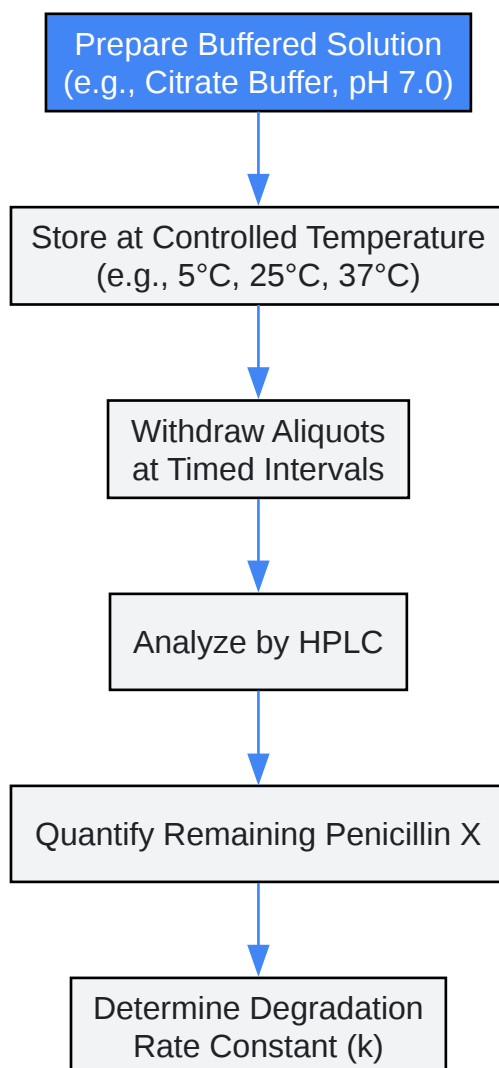 Prepare Buffered Solution
(e.g., Citrate Buffer, pH 7.0)
Store at Controlled Temperature
(e.g., 5°C, 25°C, 37°C)
Withdraw Aliquots
at Timed Intervals
Analyze by HPLC
Quantify Remaining Penicillin X
Determine Degradation
Rate Constant (k)